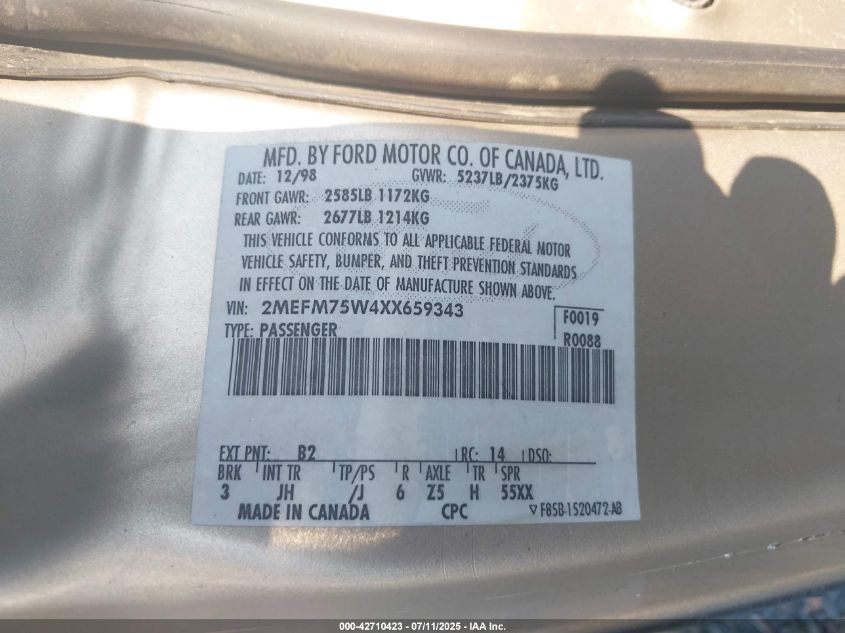 MFD. BY FORD MOTOR CO. OF CANADA, LTD.
DATE: 12/98 GVWR: 5237LB/2375KG
FRONT GAWR: 2585LB 1172KG
REAR GAWR: 2677LB 1214KG
THIS VEHICLE CONFORMS TO ALL APPLICABLE FEDERAL MOTOR
VEHICLE SAFETY, BUMPER, AND THEFT PREVENTION STANDARDS
IN EFFECT ON THE DATE OF MANUFACTURE SHOWN ABOVE.
VIN: 2MEFM75W4XX659343 F0019
TYPE: PASSENGER R0088
EXT PNT: B2 RC: 14 DSO:
BRK INT TR TP/PS R AXLE TR SPR
3 JH /J 6 Z5 H 55XX
MADE IN CANADA CPC ▽ F85B-1520472-AB
000-42710423 - 07/11/2025 - IAA Inc.